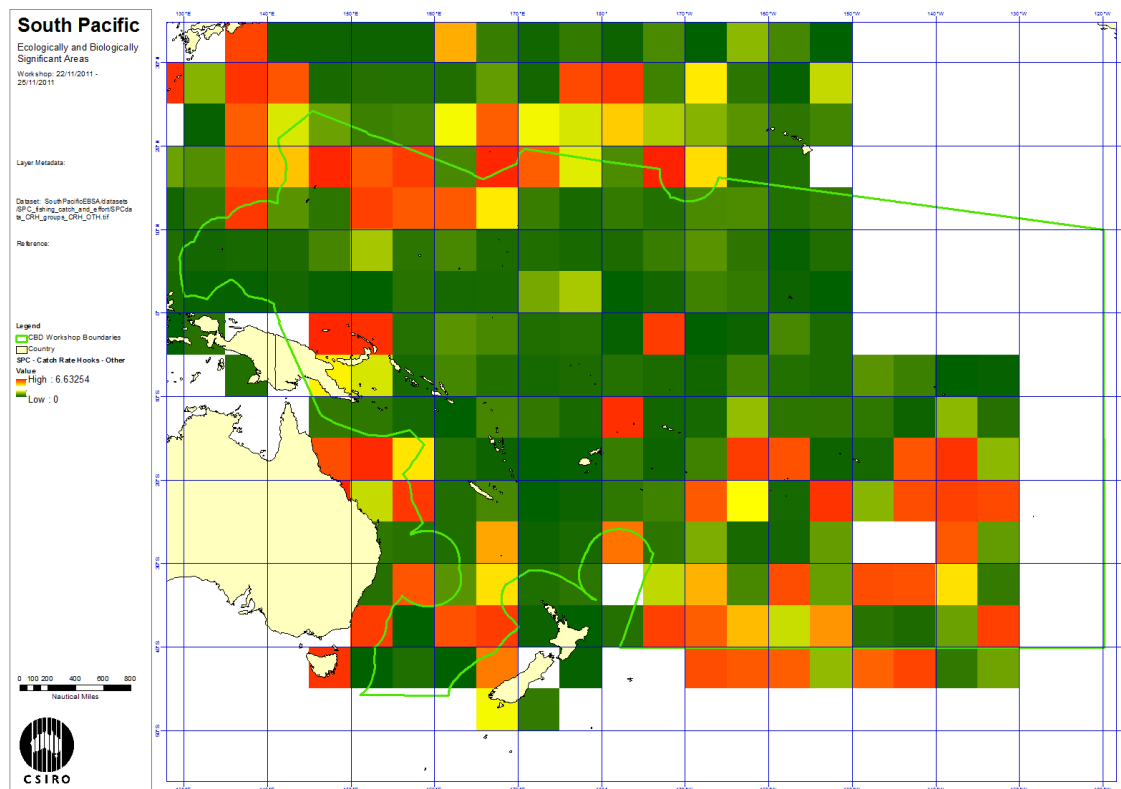 South Pacific
Ecologically and Biologically
Significant Areas
Workshop: 22/11/2011 -
25/11/2011
Layer Metadata:
Dataset: SouthPacificEBSA/datasets
/SPC_fishing_catch_and_effort/SPCda
ta_CRH_groups_CRH_OTH.tif
Reference:
Legend
CBD Workshop Boundaries
Country
SPC - Catch Rate Hooks - Other
Value
High : 6.63254
Low : 0
0 100 200 400 600 800
Nautical Miles
CSIRO